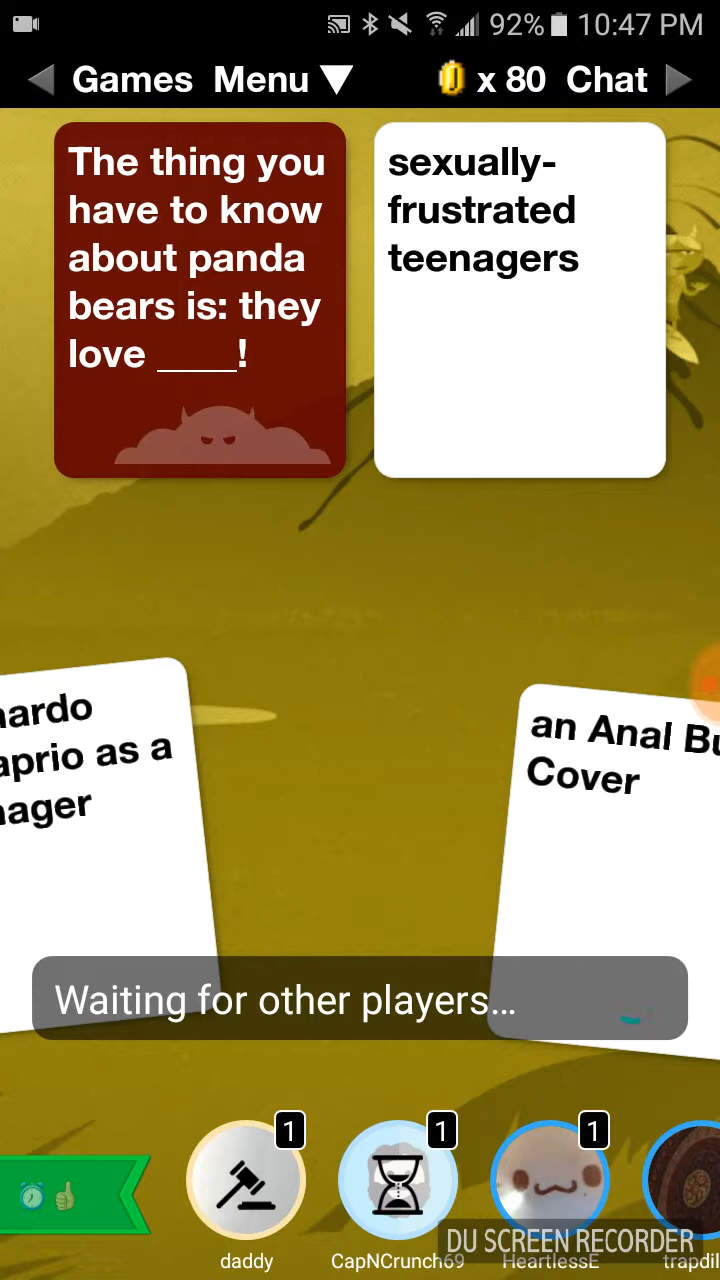 92% 10:47 PM
Games Menu x 80 Chat
The thing you
have to know
about panda
bears is: they
love ____!
sexually-
frustrated
teenagers
nardo
aprio as a
nager
an Anal Bu
Cover
Waiting for other players...
1 1 1
DU SCREEN RECORDER
daddy CapNCrunch69 HeartlessE trapdil